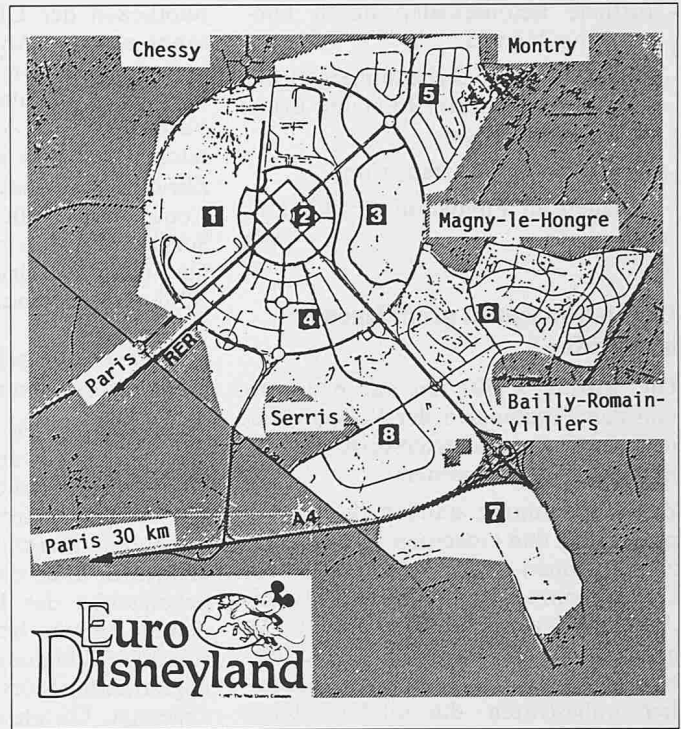 Chessy
Montry
5
1
2
3
Magny-le-Hongre
6
4
RER
Paris
Serris
Bailly-Romain-
villiers
8
7
A4
Paris 30 km
Euro
Disneyland